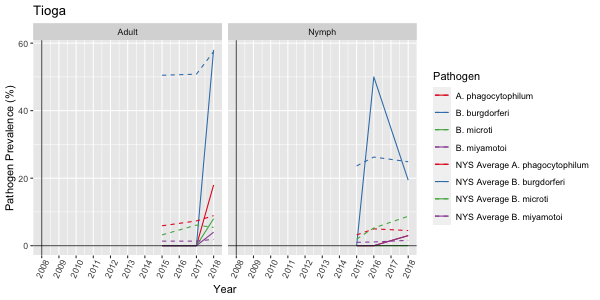 Tioga
Adult
Nymph
Pathogen Prevalence (%)
60
40
20
0
2008 2009 2010 2011 2012 2013 2014 2015 2016 2017 2018
2008 2009 2010 2011 2012 2013 2014 2015 2016 2017 2018
Year
Pathogen
A. phagocytophilum
B. burgdorferi
B. microti
B. miyamotoi
NYS Average A. phagocytophilum
NYS Average B. burgdorferi
NYS Average B. microti
NYS Average B. miyamotoi